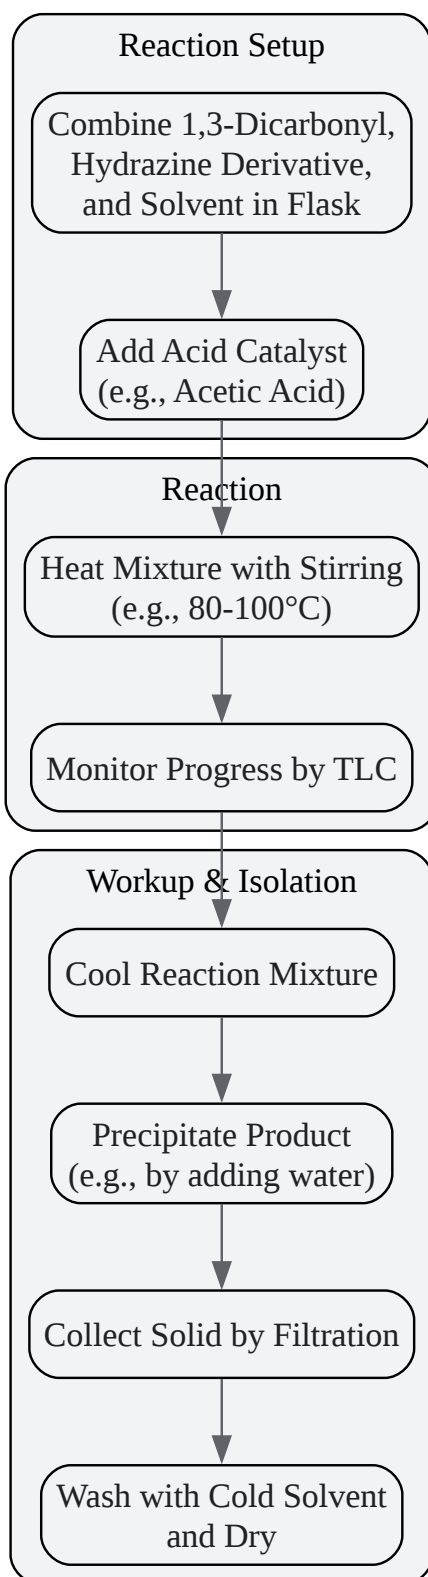 Reaction Setup
Combine 1,3-Dicarbonyl,
Hydrazine Derivative,
and Solvent in Flask
Add Acid Catalyst
(e.g., Acetic Acid)
Reaction
Heat Mixture with Stirring
(e.g., 80-100°C)
Monitor Progress by TLC
Workup & Isolation
Cool Reaction Mixture
Precipitate Product
(e.g., by adding water)
Collect Solid by Filtration
Wash with Cold Solvent
and Dry